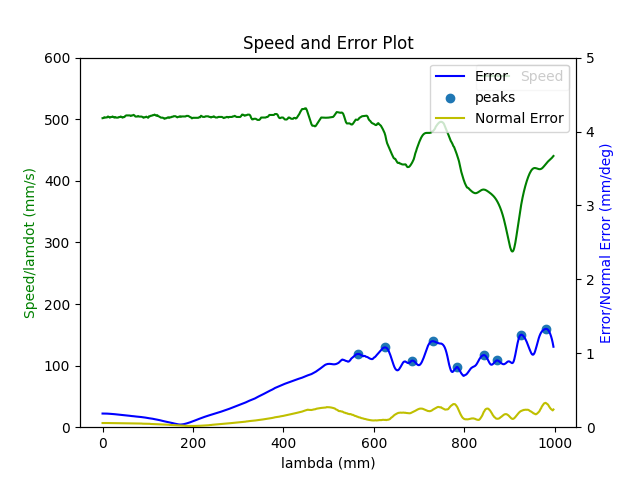 Speed and Error Plot
600
500
400
300
200
100
0
Speed/lamdot (mm/s)
0
200
400
600
800
1000
lambda (mm)
5
4
3
2
1
0
Error/Normal Error (mm/deg)
Error
Speed
peaks
Normal Error